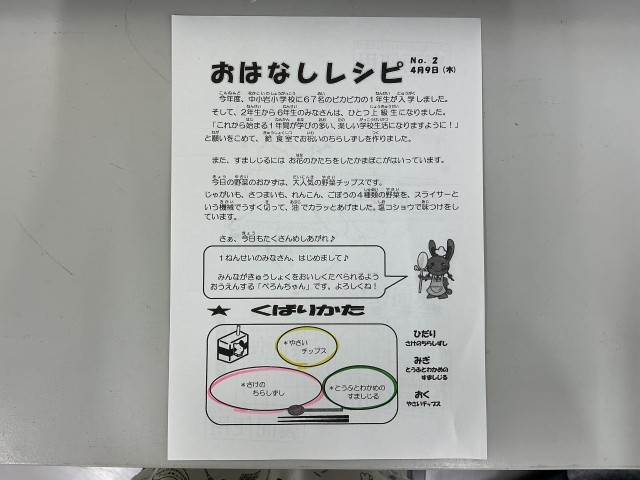 おはなしレシピ
No. 2
4月9日(木)
今年度、中小岩小学校に67名のピカピカの1年生が入学しました。
そして、2年生から6年生のみなさんは、ひとつ上級生になりました。
「これから始まる1年間が学びの多い、楽しい学校生活になりますように!」
と願いをこめて、給食室でお祝いのちらしずしを作りました。
また、すましじるには お花のかたちをしたかまぼこがはいっています。
今日の野菜のおかずは、大人気の野菜チップスです。
じゃがいも、さつまいも、れんこん、ごぼうの4種類の野菜を、スライサーと
いう機械でうすく切って、油でカラッとあげました。塩コショウで味つけをし
ています。
さぁ、今日もたくさんめしあがれ♪
1ねんせいのみなさん、はじめまして♪
みんながきゅうしょくをおいしくたべられるよう
おうえんする「ぺろんちゃん」です。よろしくね!
★ くばりかた
*やさい
チップス
*さけの
ちらしずし
*とうふとわかめの
すましじる
ひだり
さけのちらしずし
みぎ
とうふとわかめの
すましじる
おく
やさいチップス